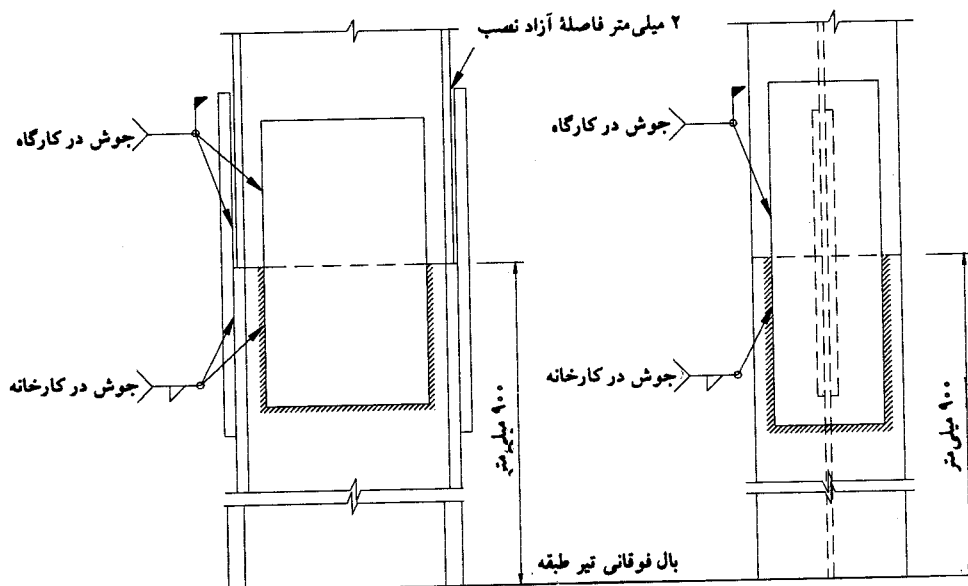 ۲ میلی‌متر فاصلهٔ آزاد نصب
جوش در کارگاه
جوش در کارگاه
جوش در کارخانه
جوش در کارخانه
۹۰۰ میلی‌متر
۹۰۰ میلی‌متر
بال فوقانی تیر طبقه